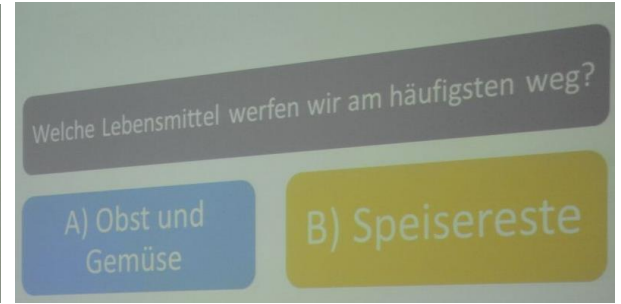 Welche Lebensmittel werfen wir am häufigsten weg?
A) Obst und
Gemüse
B) Speisereste